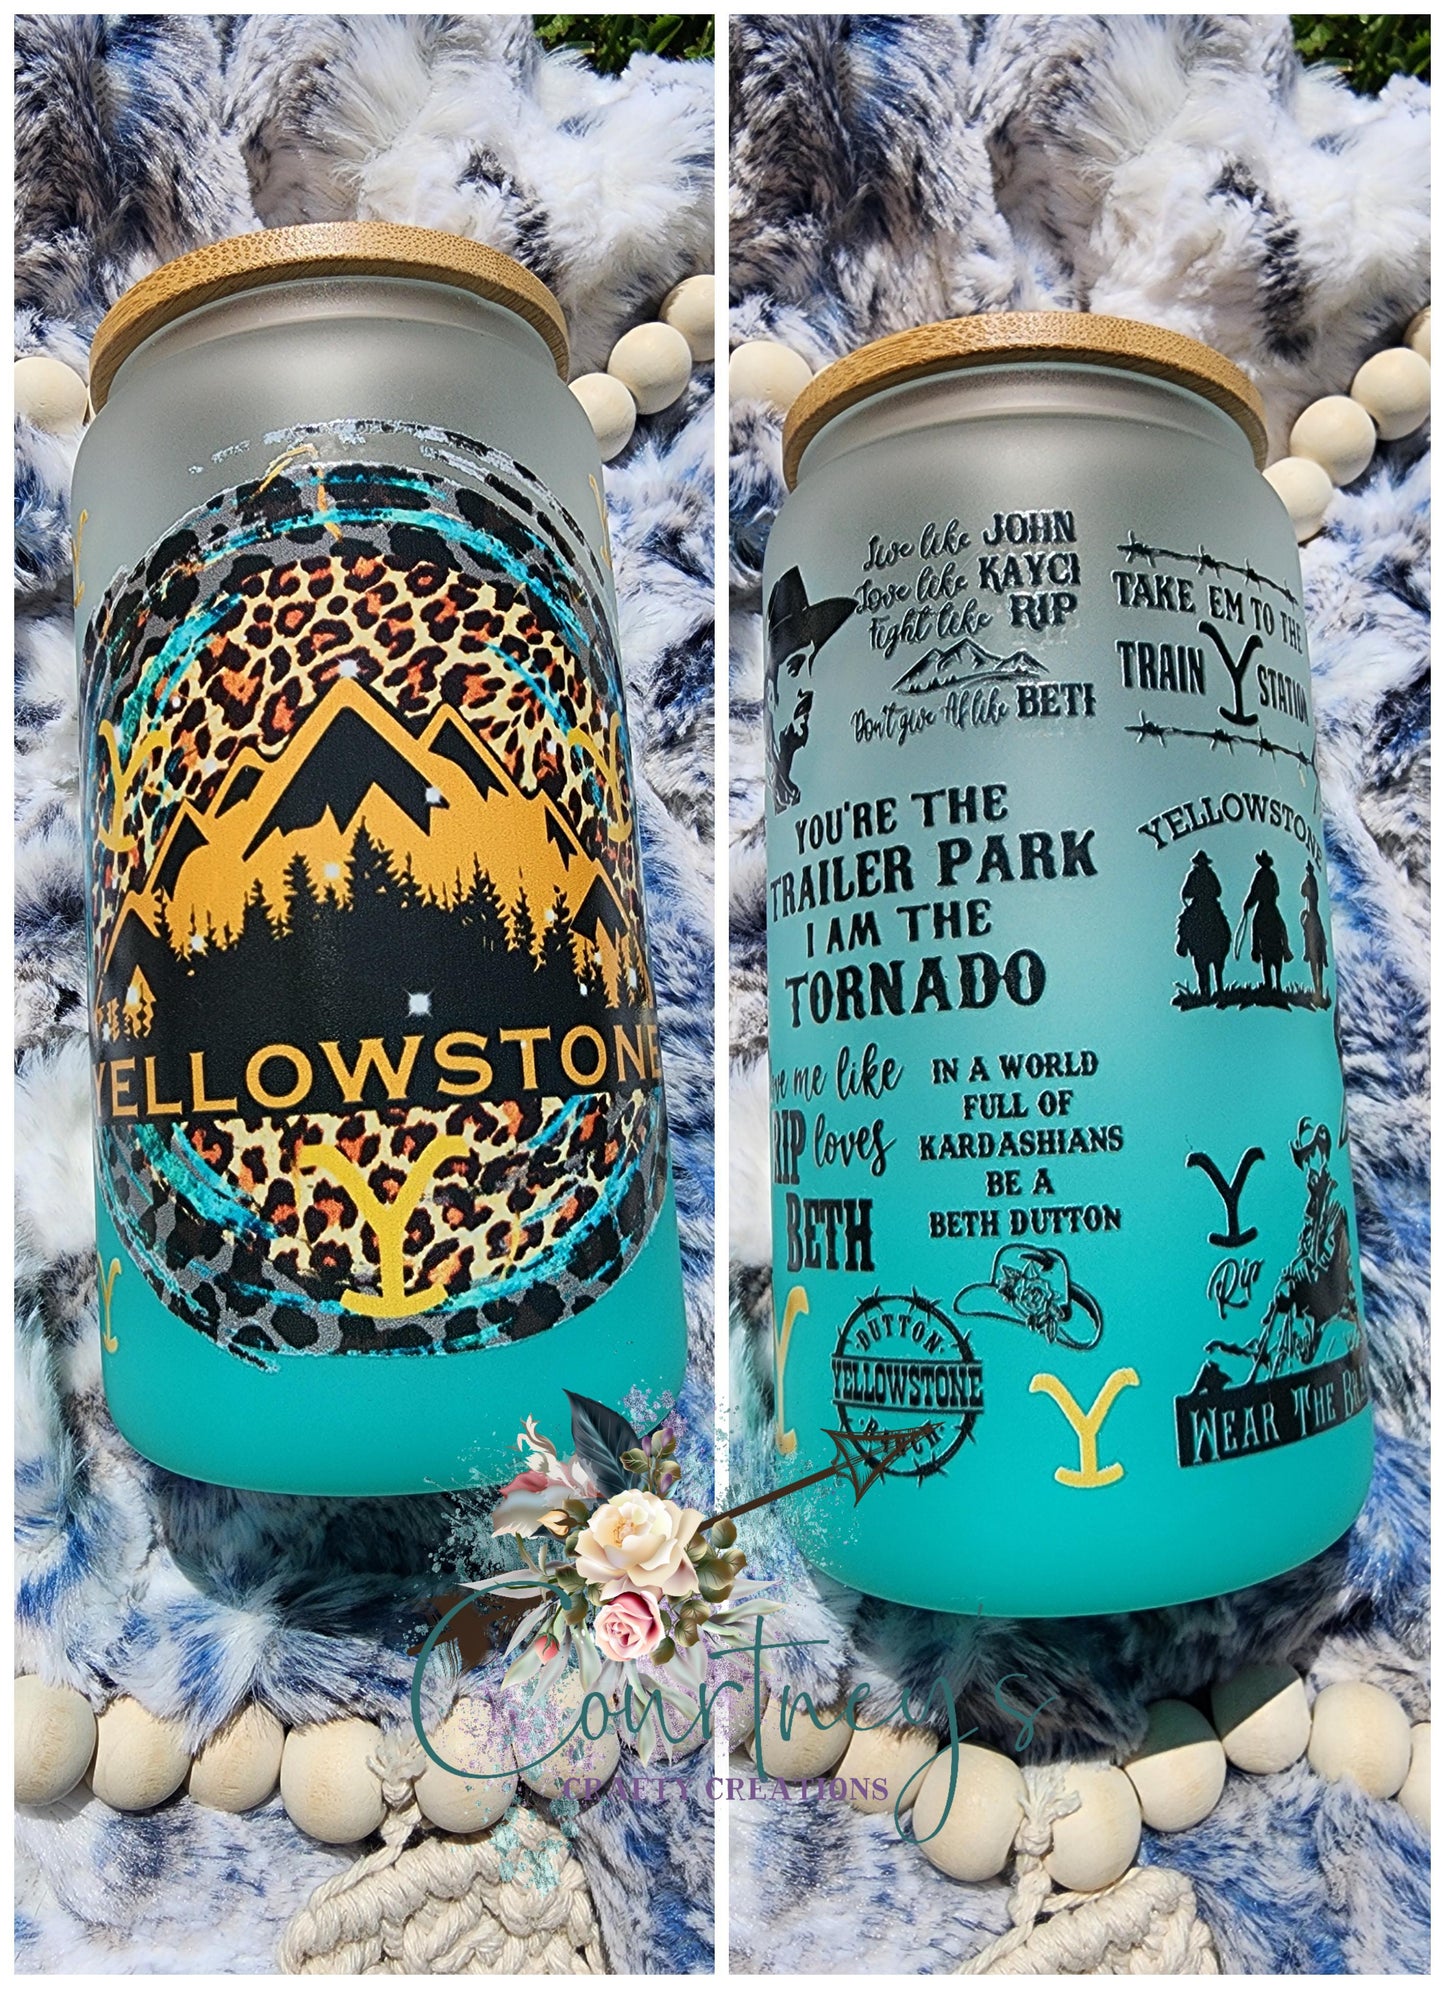 YELLOWSTONE
Y
Live like JOHN
Love like KAYCI
Fight like RIP
Don't give AF like BETH
TAKE EM TO THE
TRAIN Y STATION
YOU'RE THE
TRAILER PARK
I AM THE
TORNADO
YELLOWSTONE
me like
RIP loves
BETH
IN A WORLD
FULL OF
KARDASHIANS
BE A
BETH DUTTON
Y
Rip
WEAR THE
DUTTON
YELLOWSTONE
Y
Courtney's
CRAFTY CREATIONS